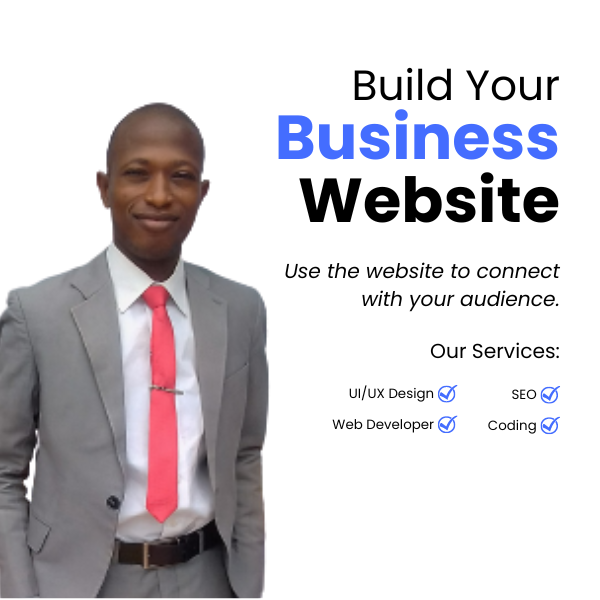 Build Your
Business
Website
Use the website to connect
with your audience.
Our Services:
UI/UX Design SEO
Web Developer Coding